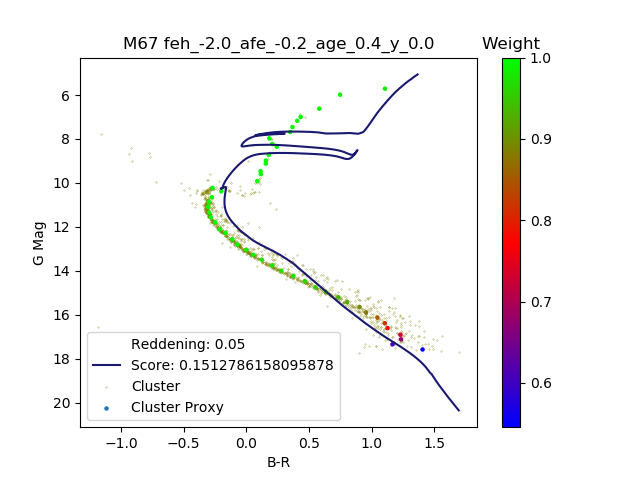 M67 feh_-2.0_afe_-0.2_age_0.4_y_0.0
Weight
6
8
10
12
14
16
18
20
G Mag
−1.0 −0.5 0.0 0.5 1.0 1.5
B-R
Reddening: 0.05
Score: 0.1512786158095878
Cluster
Cluster Proxy
1.0
0.9
0.8
0.7
0.6